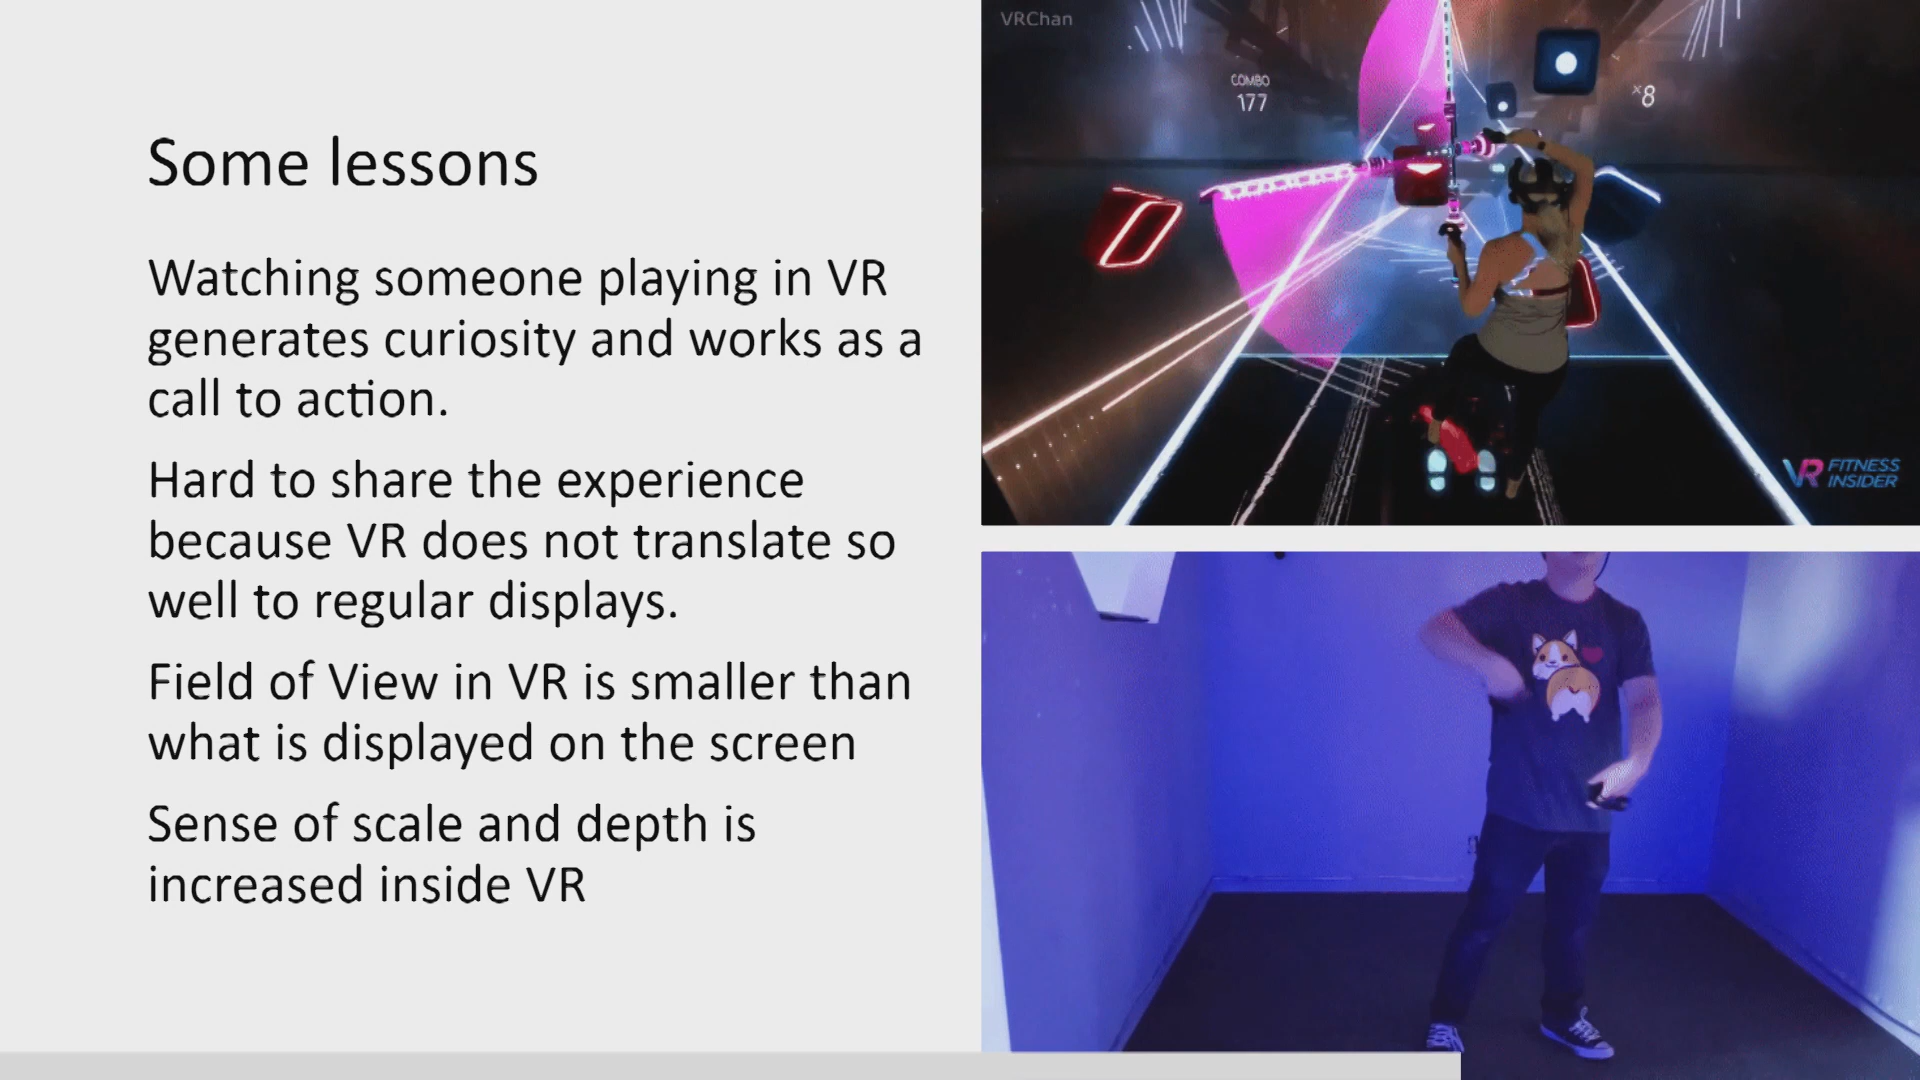 Some lessons
Watching someone playing in VR
generates curiosity and works as a
call to action.
Hard to share the experience
because VR does not translate so
well to regular displays.
Field of View in VR is smaller than
what is displayed on the screen
Sense of scale and depth is
increased inside VR
VRChan
COMBO
177
x8
VR FITNESS
INSIDER